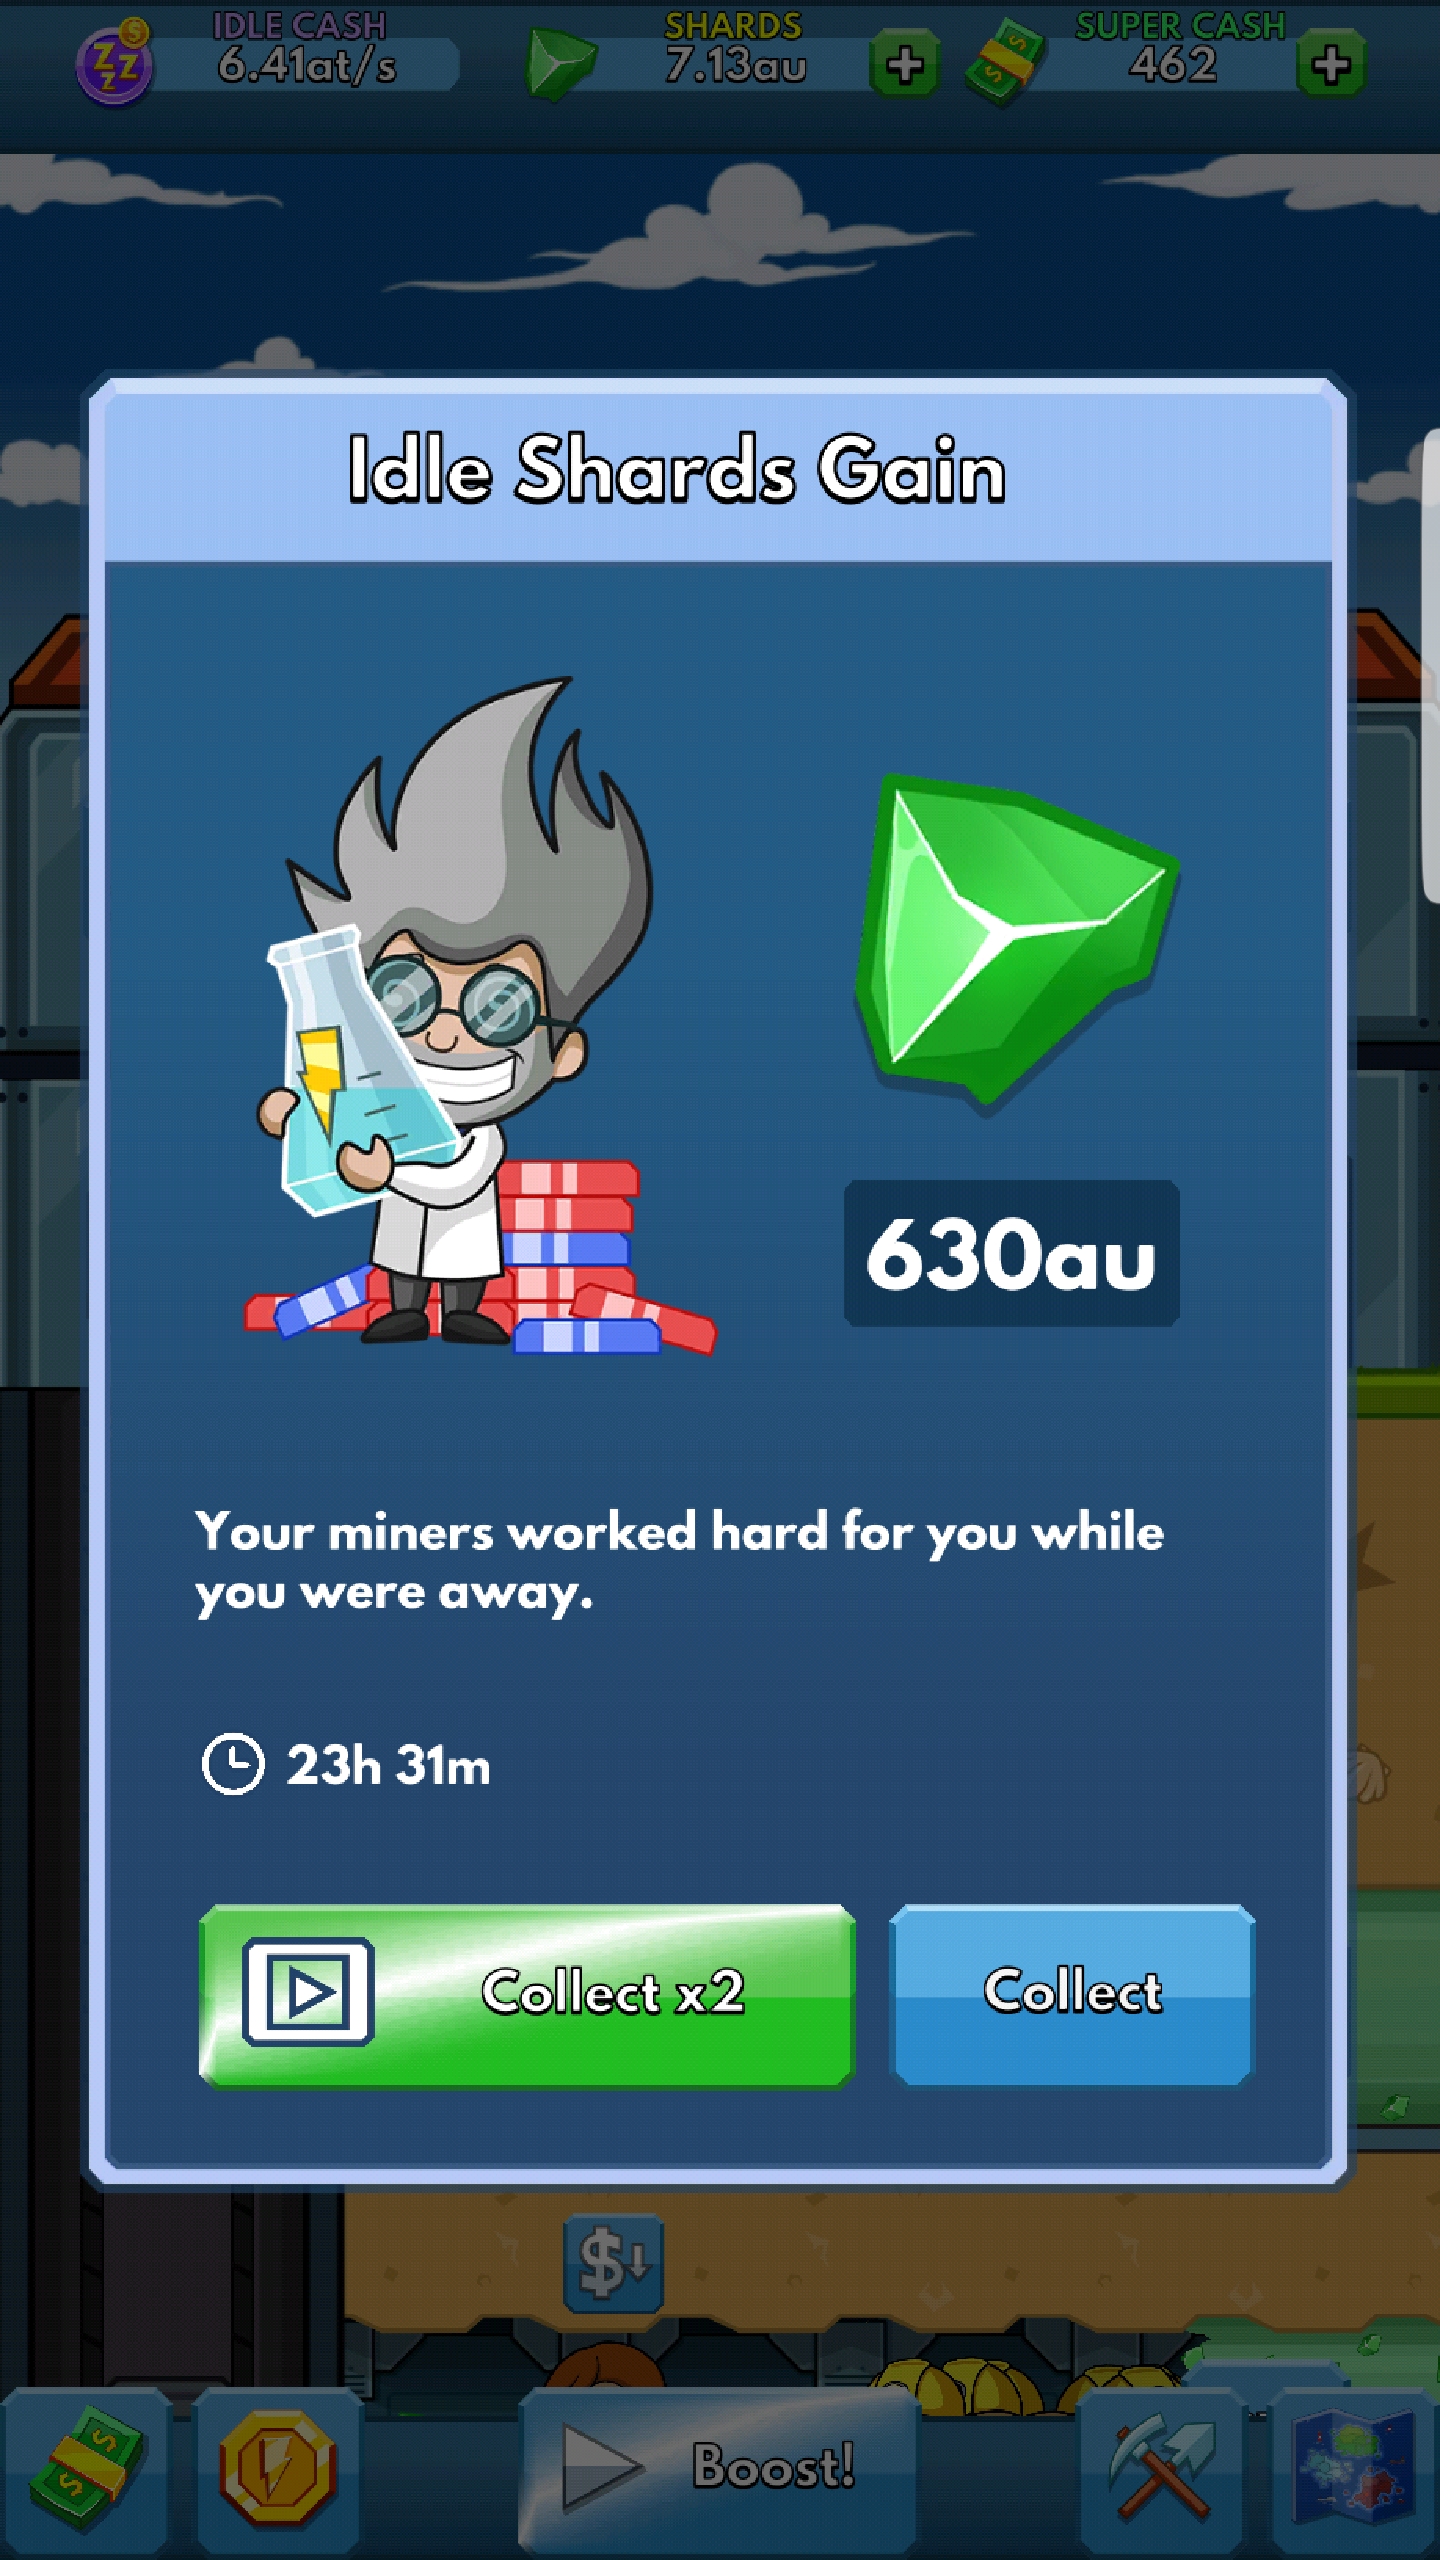 IDLE CASH
6.41at/s
SHARDS
7.13au
SUPER CASH
462
Idle Shards Gain
630au
Your miners worked hard for you while
you were away.
23h 31m
Collect x2
Collect
Boost!